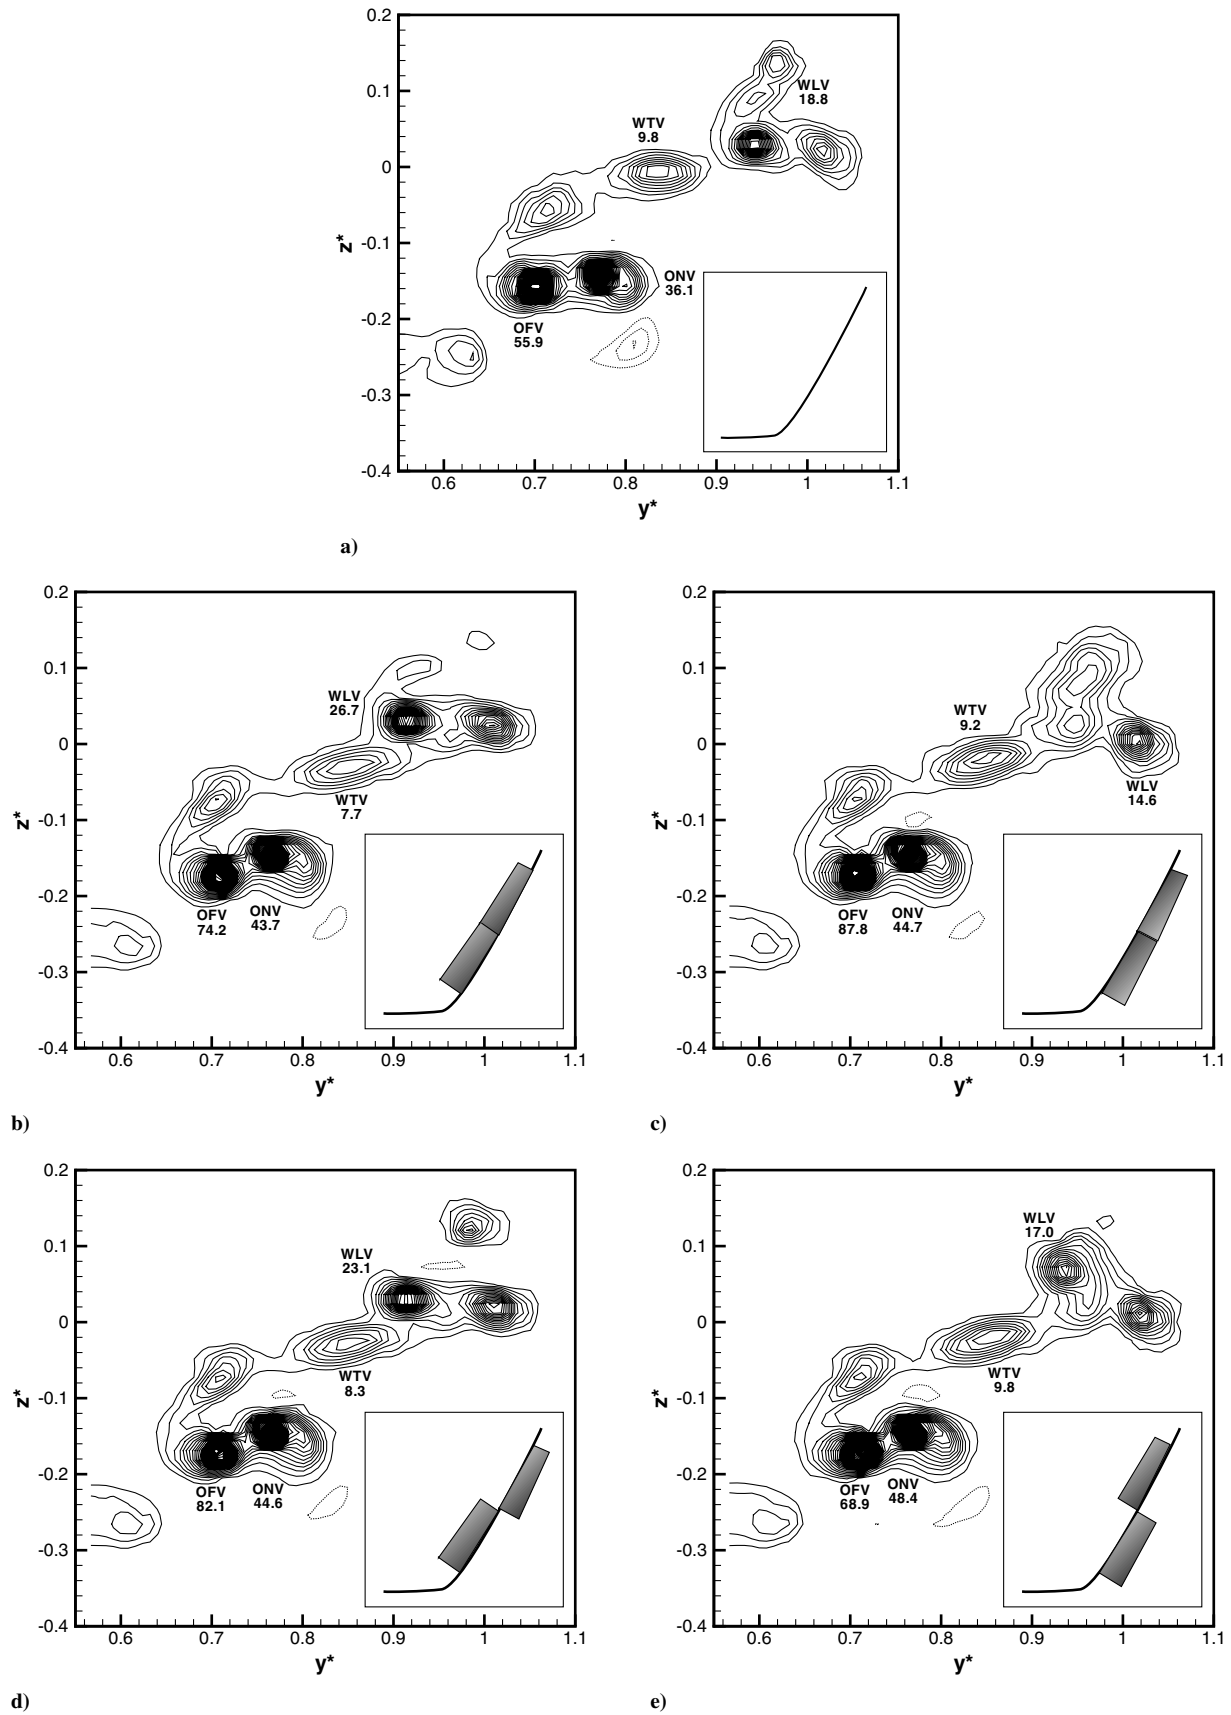 0.2
0.1
0
-0.1
-0.2
-0.3
-0.4
z*
WLV
18.8
WTV
9.8
ONV
36.1
OFV
55.9
0.6 0.7 0.8 0.9 1 1.1
y*
a)
0.2
0.1
0
-0.1
-0.2
-0.3
-0.4
z*
WLV
26.7
WTV
7.7
OFV
74.2
ONV
43.7
0.6 0.7 0.8 0.9 1 1.1
y*
b)
0.2
0.1
0
-0.1
-0.2
-0.3
-0.4
z*
WTV
9.2
WLV
14.6
OFV
87.8
ONV
44.7
0.6 0.7 0.8 0.9 1 1.1
y*
c)
0.2
0.1
0
-0.1
-0.2
-0.3
-0.4
z*
WLV
23.1
WTV
8.3
OFV
82.1
ONV
44.6
0.6 0.7 0.8 0.9 1 1.1
y*
d)
0.2
0.1
0
-0.1
-0.2
-0.3
-0.4
z*
WLV
17.0
WTV
9.8
OFV
68.9
ONV
48.4
0.6 0.7 0.8 0.9 1 1.1
y*
e)